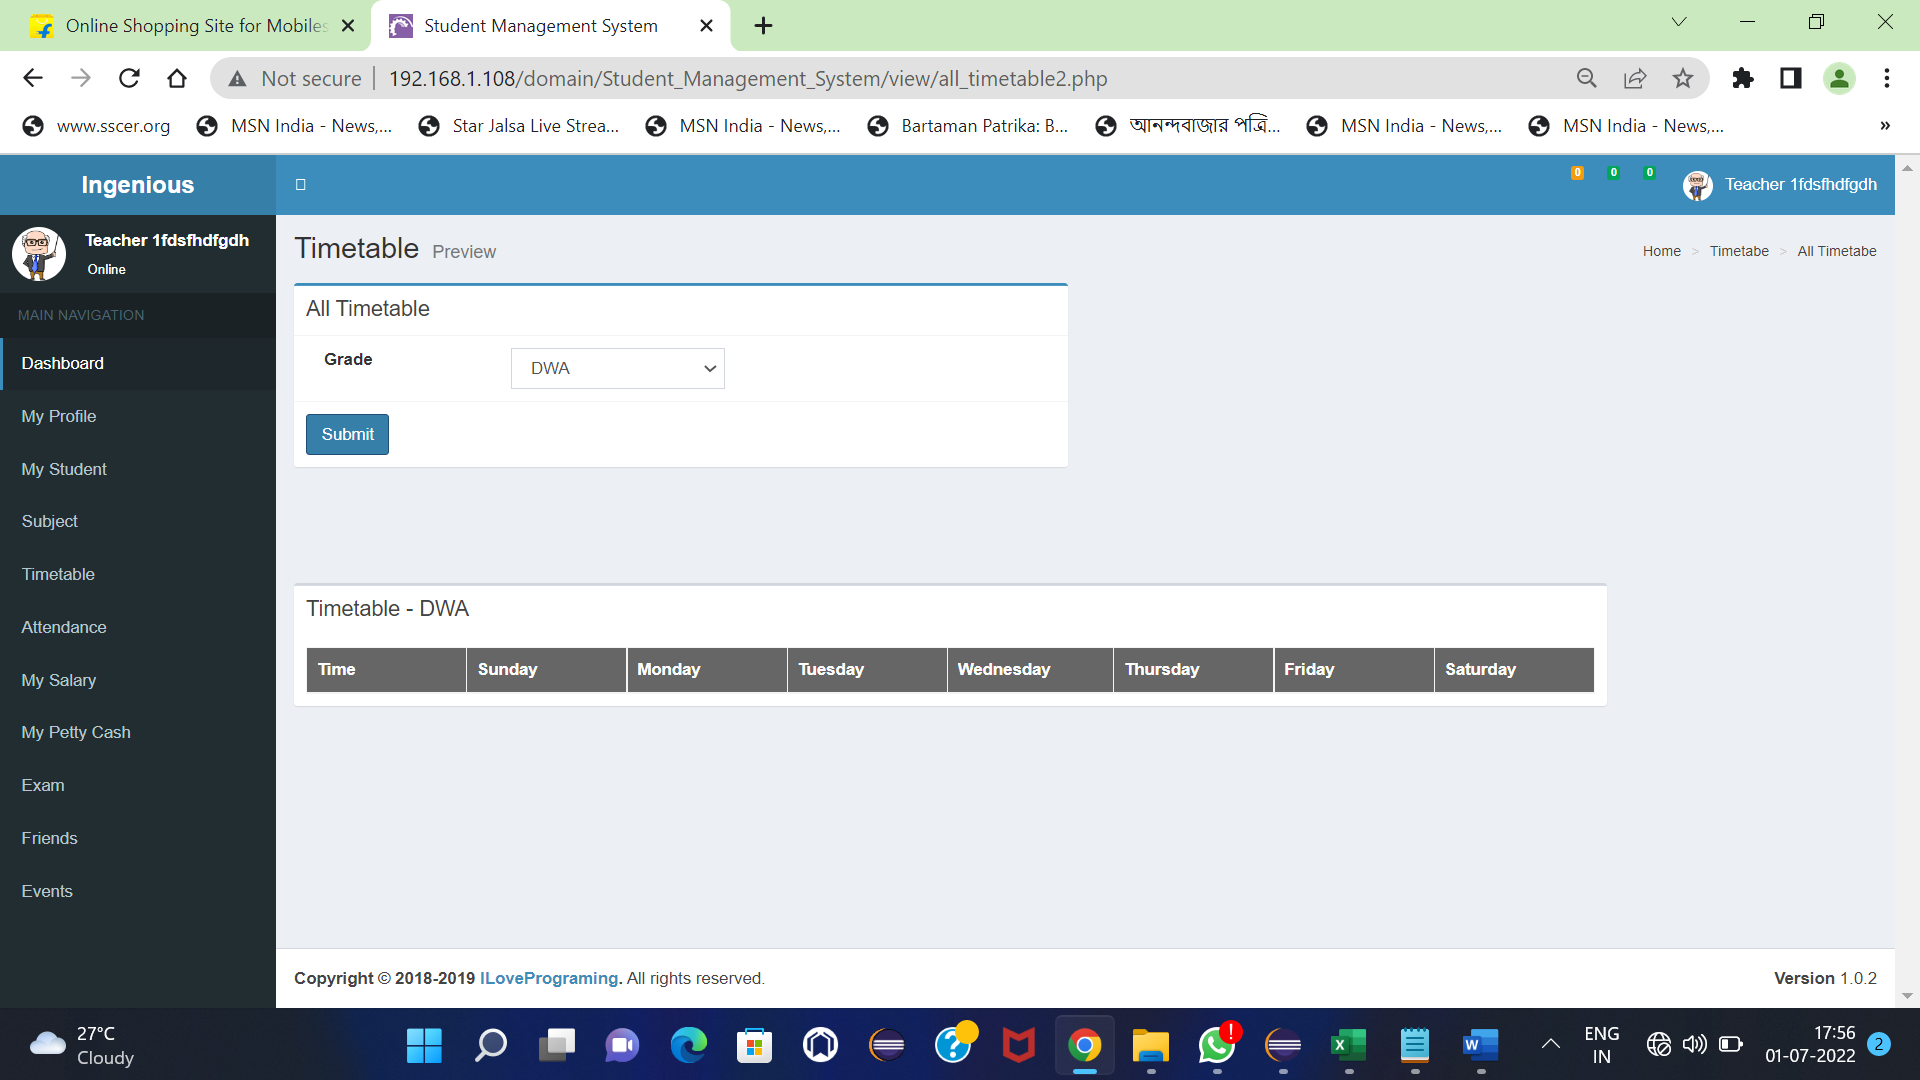 Online Shopping Site for Mobiles
Student Management System
Not secure
192.168.1.108/domain/Student_Management_System/view/all_timetable2.php
www.sscer.org
MSN India - News,...
Star Jalsa Live Strea...
MSN India - News,...
Bartaman Patrika: B...
আনন্দবাজার পত্রি...
MSN India - News,...
MSN India - News,...
»
Ingenious
0
0
0
Teacher 1fdsfhdfgdh
Teacher 1fdsfhdfgdh
Online
MAIN NAVIGATION
Dashboard
My Profile
My Student
Subject
Timetable
Attendance
My Salary
My Petty Cash
Exam
Friends
Events
Timetable Preview
Home > Timetabe > All Timetabe
All Timetable
Grade
DWA
Submit
Timetable - DWA
Time Sunday Monday Tuesday Wednesday Thursday Friday Saturday
Copyright © 2018-2019 ILovePrograming. All rights reserved.
Version 1.0.2
27°C
Cloudy
ENG
IN
17:56
01-07-2022
2